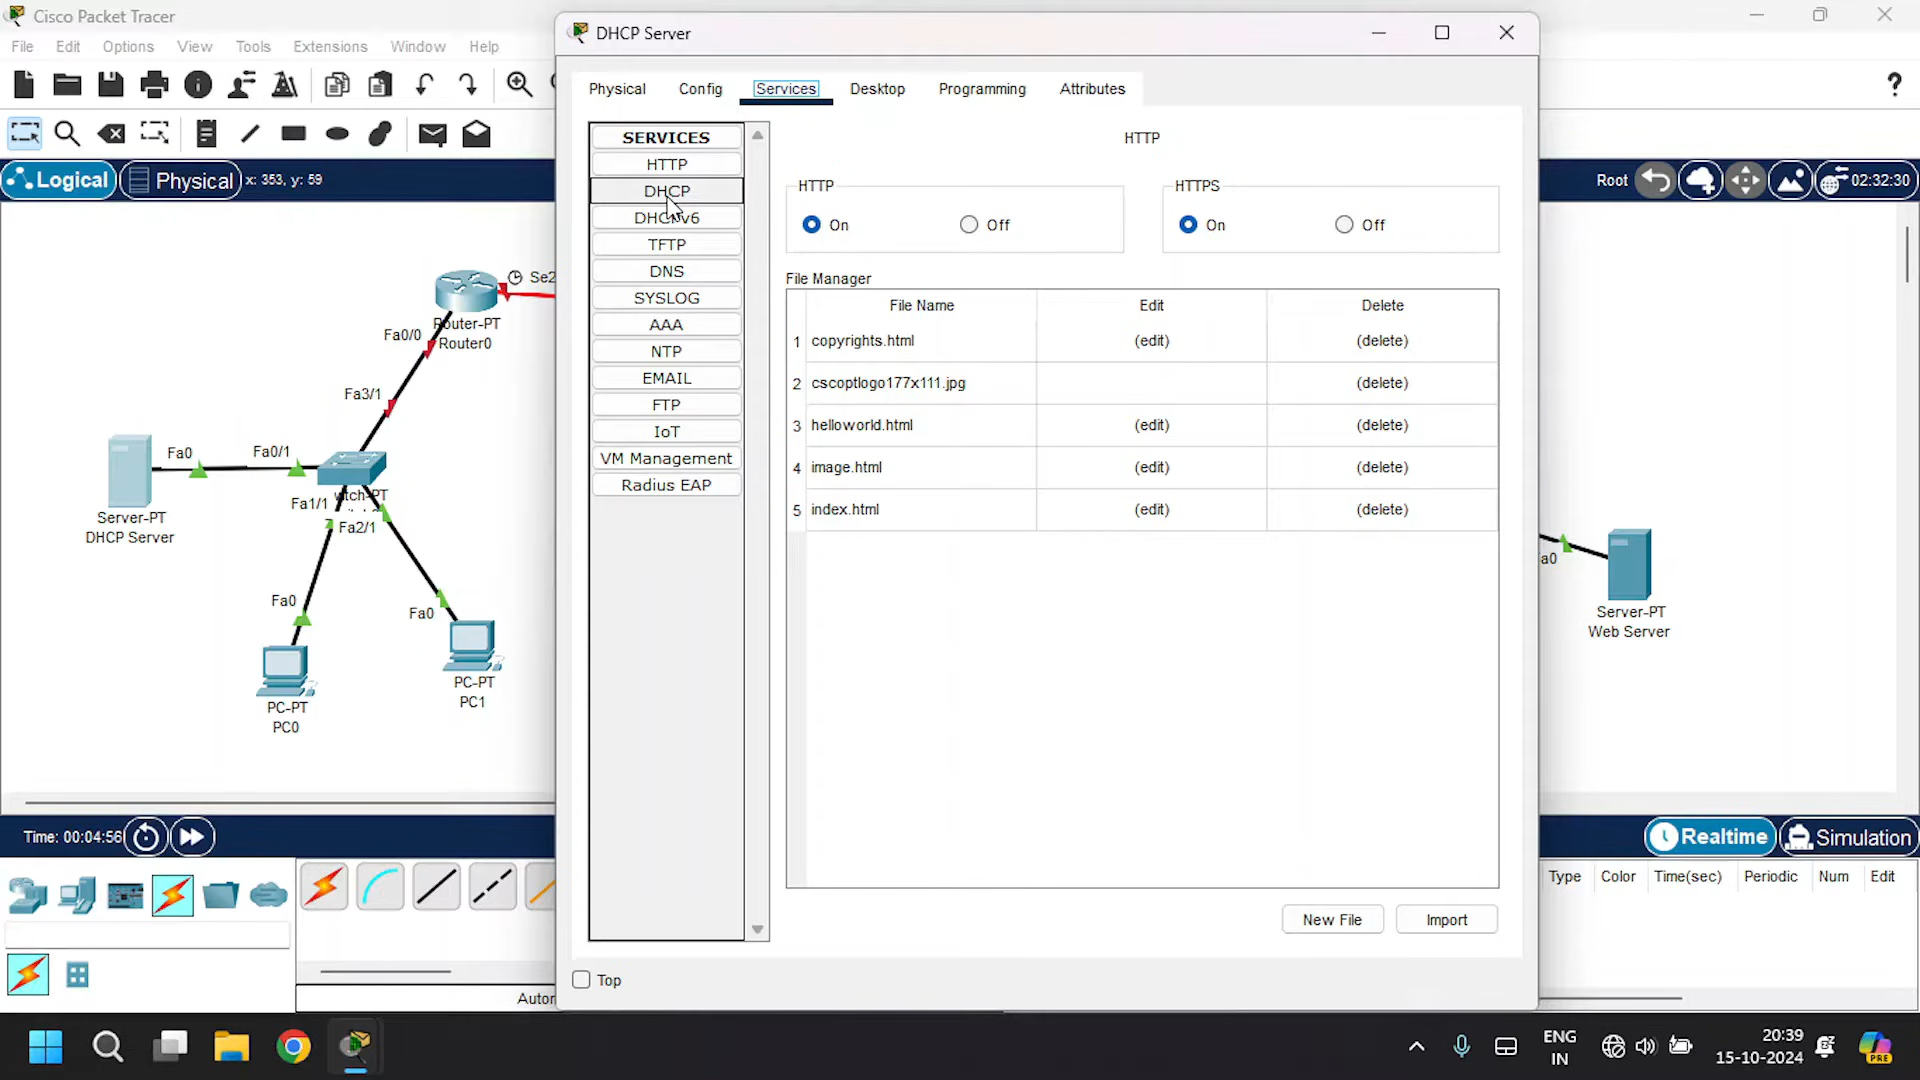 Cisco Packet Tracer
File Edit Options View Tools Extensions Window Help
Logical Physical x: 353, y: 59
Root 02:32:30
Se2
Router-PT
Router0
Fa0/0
Fa3/1
Fa0
Fa0/1
Fa1/1
Fa2/1
Server-PT
DHCP Server
Fa0
Fa0
PC-PT
PC0
PC-PT
PC1
DHCP Server
Physical Config Services Desktop Programming Attributes
SERVICES
HTTP
DHCP
DHCPv6
TFTP
DNS
SYSLOG
AAA
NTP
EMAIL
FTP
IoT
VM Management
Radius EAP
HTTP
HTTP
On Off
HTTPS
On Off
File Manager
File Name Edit Delete
1 copyrights.html (edit) (delete)
2 cscoptlogo177x111.jpg (delete)
3 helloworld.html (edit) (delete)
4 image.html (edit) (delete)
5 index.html (edit) (delete)
New File Import
Top
a0
Server-PT
Web Server
Time: 00:04:56
Realtime Simulation
Type Color Time(sec) Periodic Num Edit
Autor
ENG
IN
20:39
15-10-2024
PRE